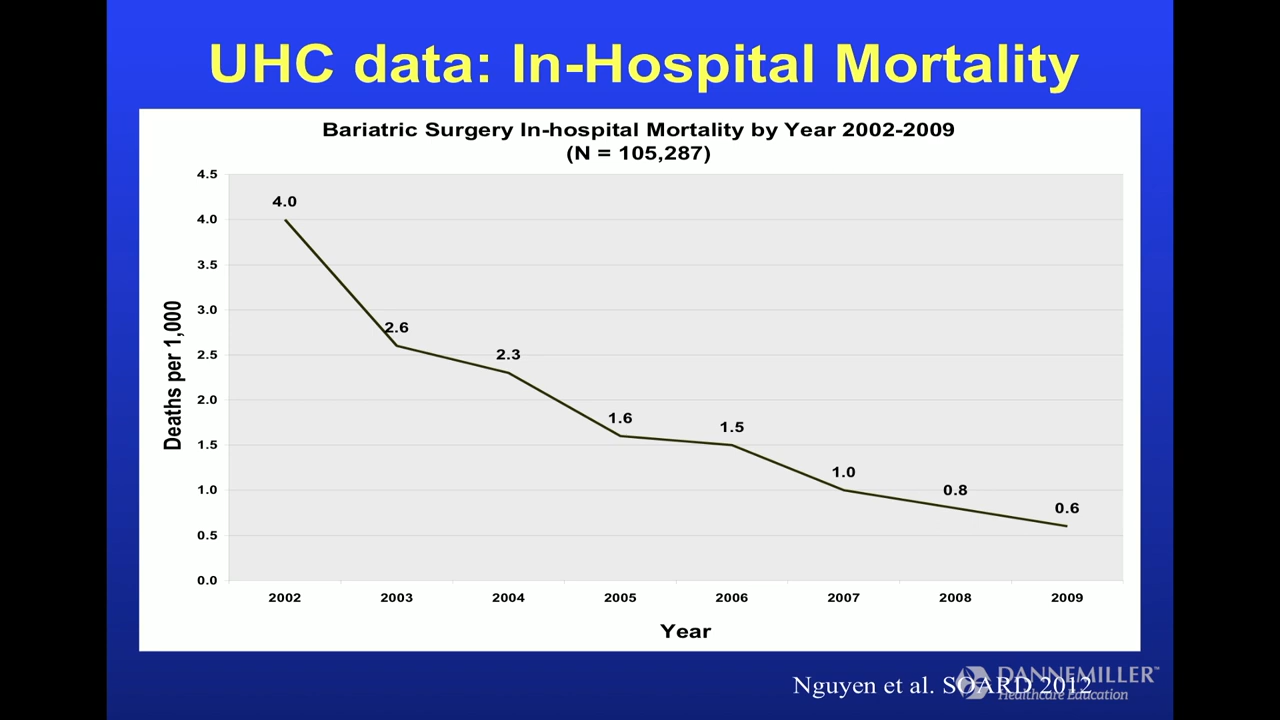 UHC data: In-Hospital Mortality
Bariatric Surgery In-hospital Mortality by Year 2002-2009
(N = 105,287)
Deaths per 1,000
4.5
4.0
3.5
3.0
2.5
2.0
1.5
1.0
0.5
0.0
4.0
2.6
2.3
1.6
1.5
1.0
0.8
0.6
2002 2003 2004 2005 2006 2007 2008 2009
Year
Nguyen et al. SOARD 2012
DANNEMILLER™
Healthcare Education